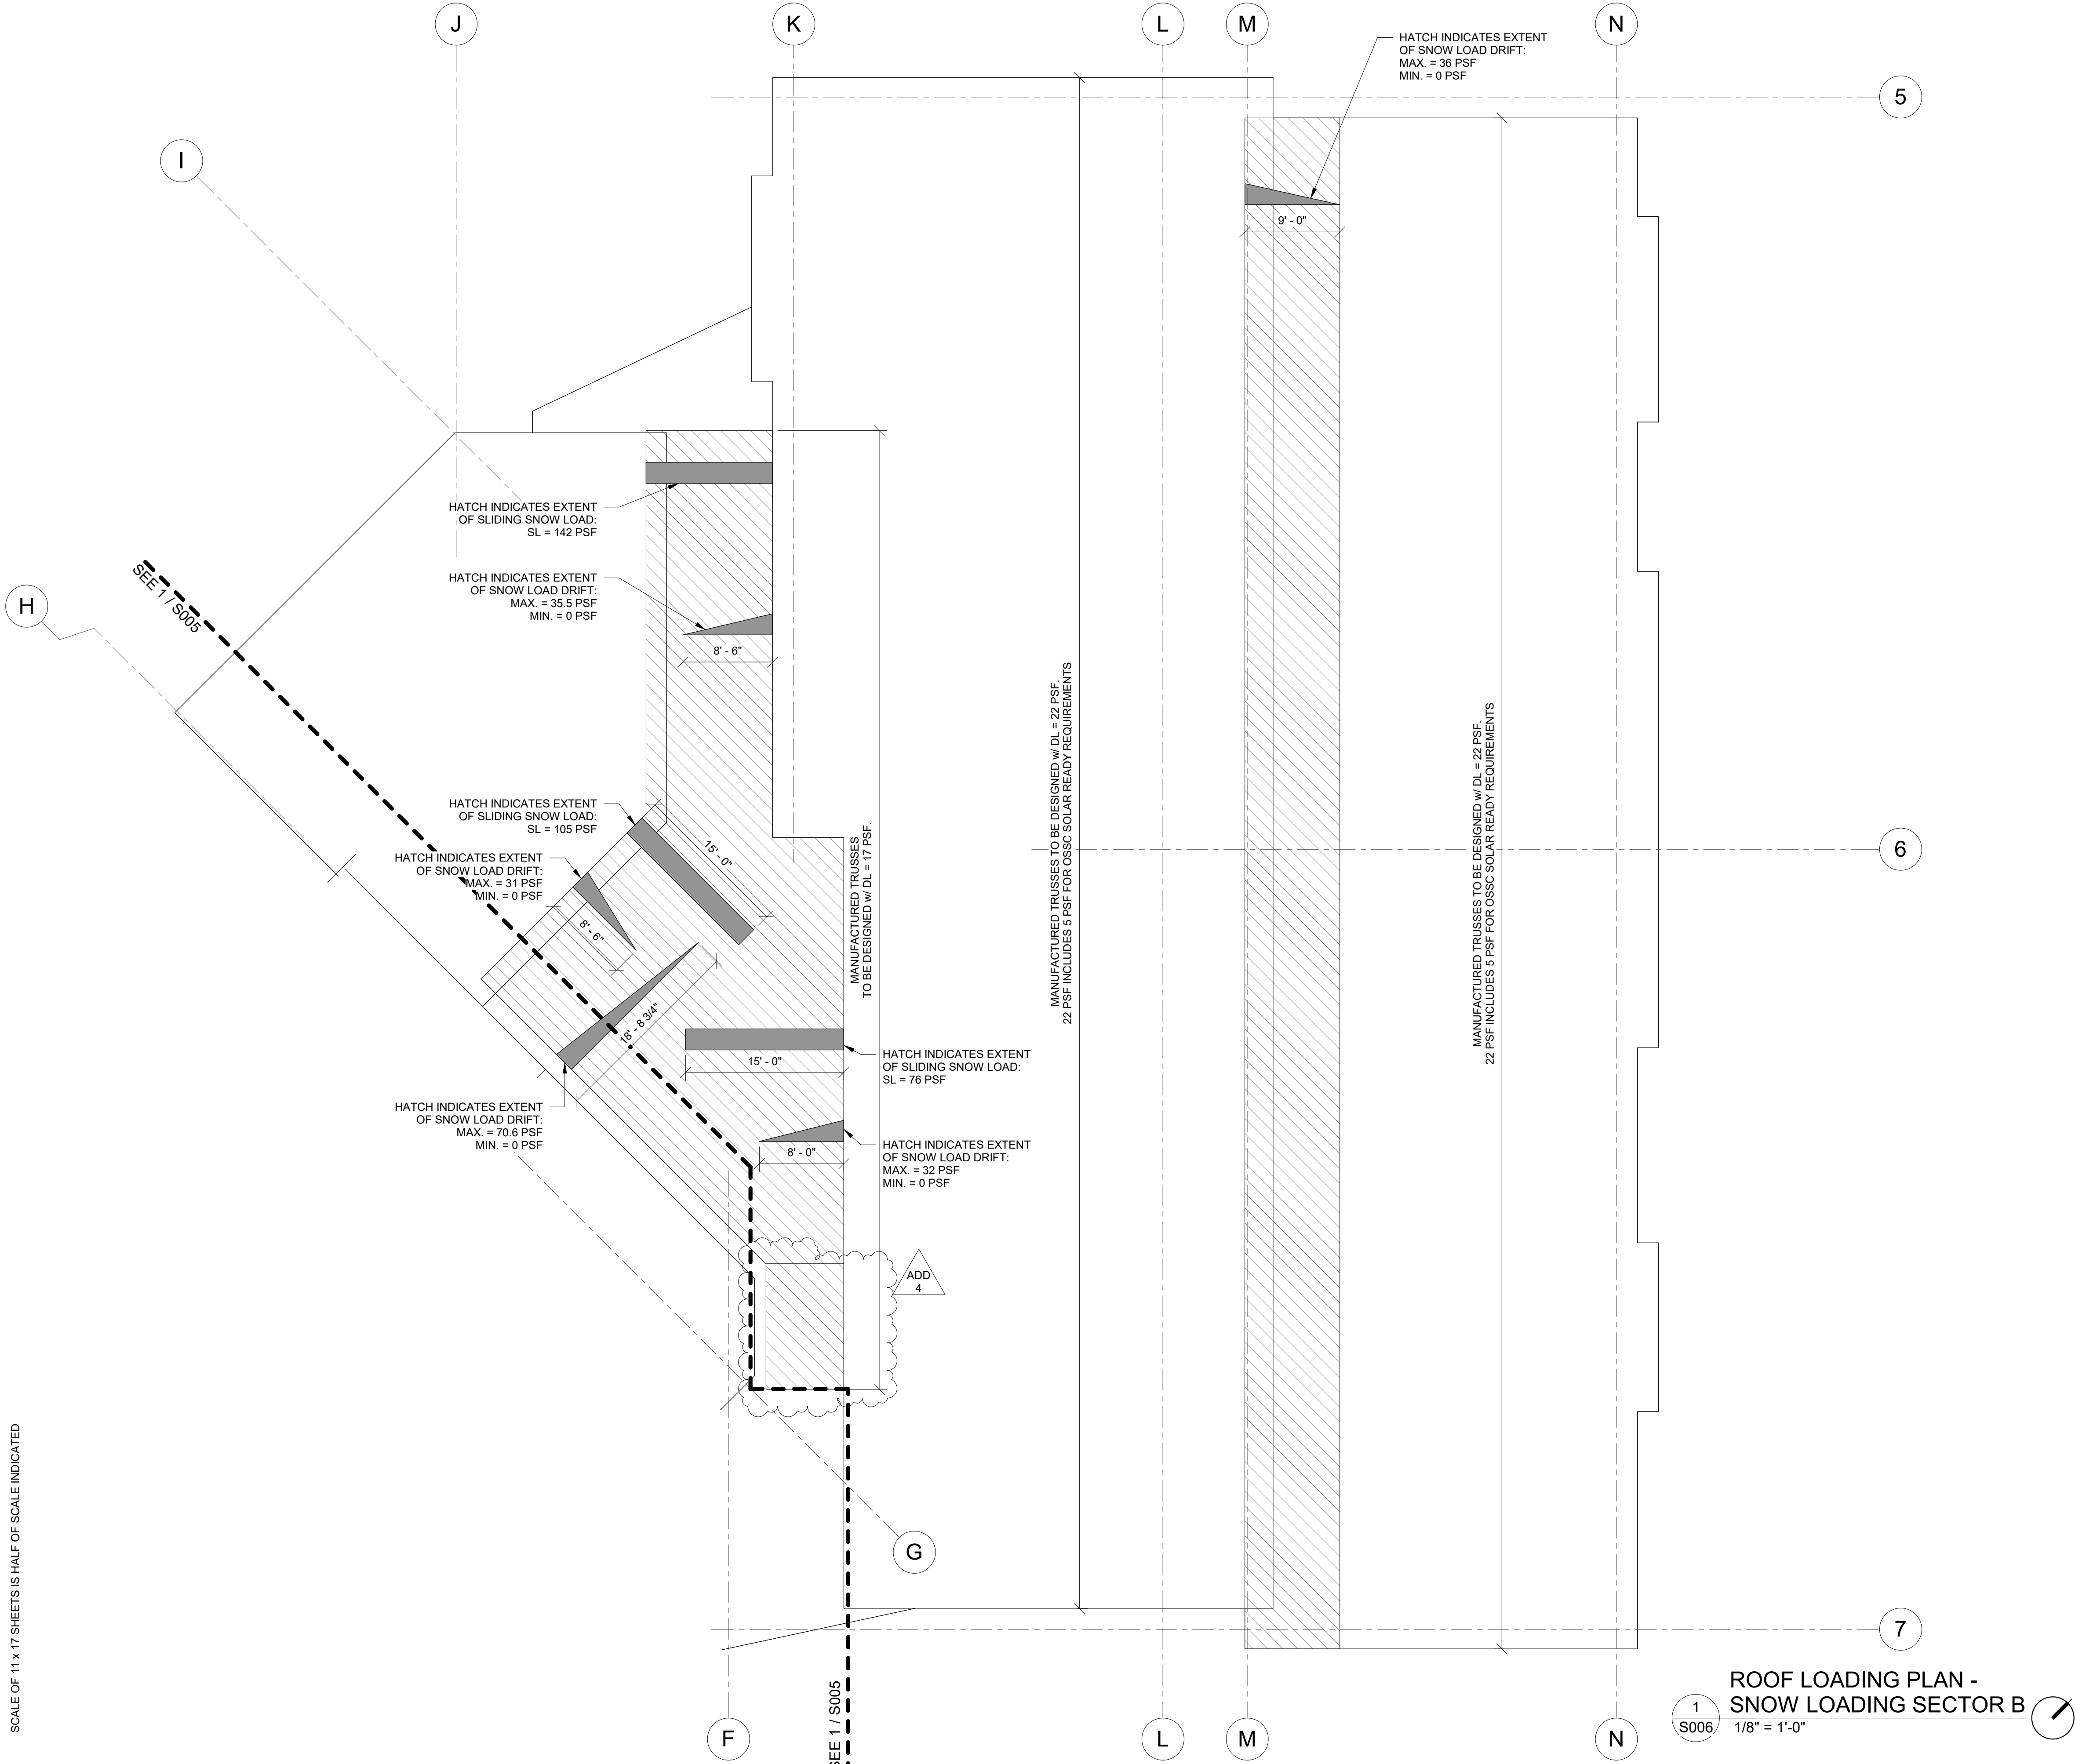 J
K
L
M
N
HATCH INDICATES EXTENT
OF SNOW LOAD DRIFT:
MAX. = 36 PSF
MIN. = 0 PSF
5
I
9' - 0"
HATCH INDICATES EXTENT
OF SLIDING SNOW LOAD:
SL = 142 PSF
HATCH INDICATES EXTENT
OF SNOW LOAD DRIFT:
MAX. = 35.5 PSF
MIN. = 0 PSF
8' - 6"
H
SEE 1 / S005
HATCH INDICATES EXTENT
OF SLIDING SNOW LOAD:
SL = 105 PSF
15' - 0"
HATCH INDICATES EXTENT
OF SNOW LOAD DRIFT:
MAX. = 31 PSF
MIN. = 0 PSF
8' - 6"
MANUFACTURED TRUSSES
TO BE DESIGNED w/ DL = 17 PSF.
MANUFACTURED TRUSSES TO BE DESIGNED w/ DL = 22 PSF.
22 PSF INCLUDES 5 PSF FOR OSSC SOLAR READY REQUIREMENTS
MANUFACTURED TRUSSES TO BE DESIGNED w/ DL = 22 PSF.
22 PSF INCLUDES 5 PSF FOR OSSC SOLAR READY REQUIREMENTS
6
18' - 8 3/4"
15' - 0"
HATCH INDICATES EXTENT
OF SLIDING SNOW LOAD:
SL = 76 PSF
HATCH INDICATES EXTENT
OF SNOW LOAD DRIFT:
MAX. = 70.6 PSF
MIN. = 0 PSF
8' - 0"
HATCH INDICATES EXTENT
OF SNOW LOAD DRIFT:
MAX. = 32 PSF
MIN. = 0 PSF
ADD
4
G
7
SCALE OF 11 x 17 SHEETS IS HALF OF SCALE INDICATED
SEE 1 / S005
F
L
M
N
1
S006
ROOF LOADING PLAN -
SNOW LOADING SECTOR B
1/8" = 1'-0"